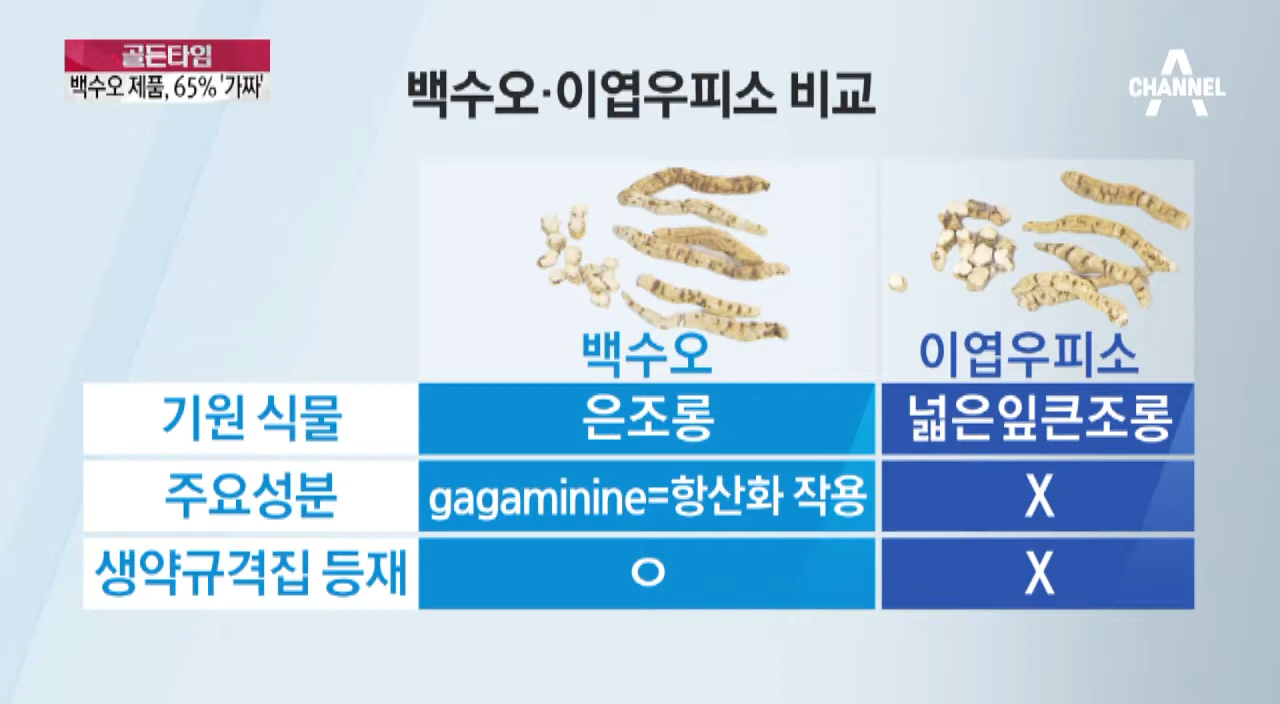 골든타임
백수오 제품, 65% '가짜'
백수오·이엽우피소 비교
CHANNEL A
백수오 이엽우피소
기원 식물 은조롱 넓은잎큰조롱
주요성분 gagaminine=항산화 작용 X
생약규격집 등재 O X